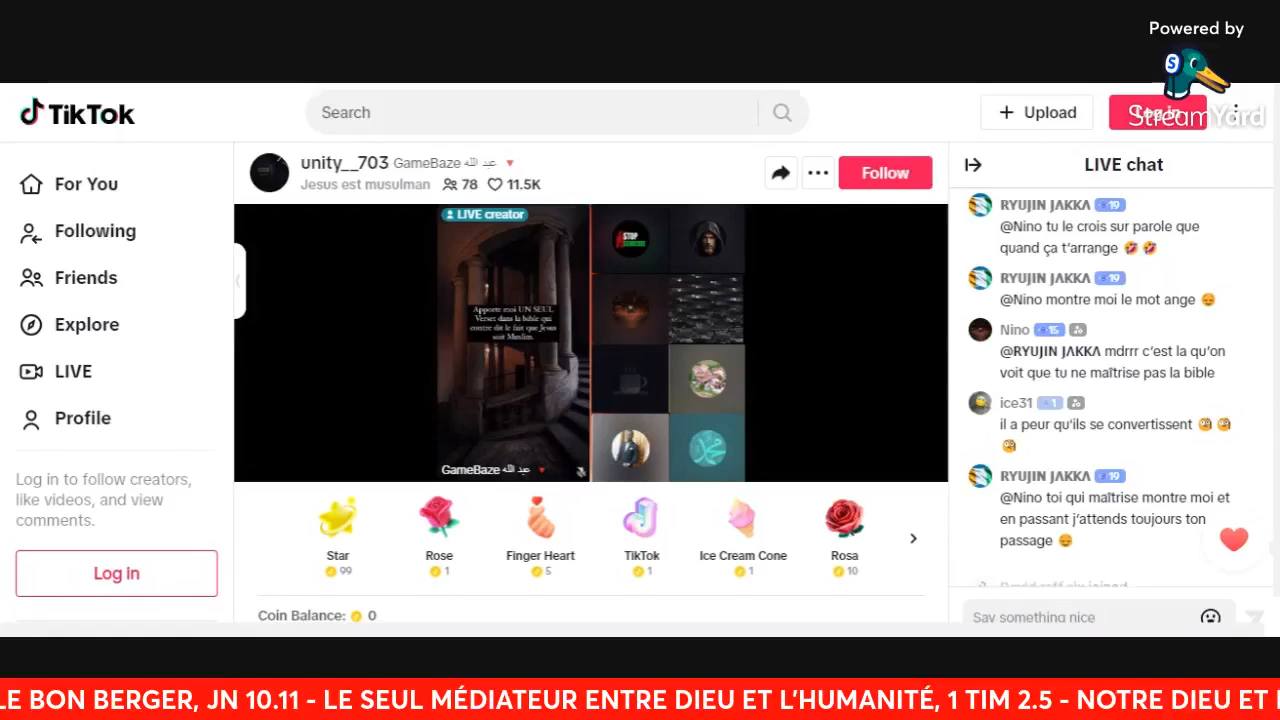 Powered by
StreamYard
TikTok
Search
Upload
Log in
For You
Following
Friends
Explore
LIVE
Profile
Log in to follow creators,
like videos, and view
comments.
Log in
unity__703 GameBaze عبد الله
Jesus est musulman 78 11.5K
Follow
LIVE creator
STOP
Apporte moi UN SEUL
Verset dans la bible qui
contre dit le fait que Jesus
soit Muslim.
GameBaze عبد الله
Star
99
Rose
1
Finger Heart
5
TikTok
1
Ice Cream Cone
1
Rosa
10
Coin Balance: 0
LIVE chat
RYUJIN JAKKA 19
@Nino tu le crois sur parole que
quand ça t'arrange 🤣 🤣
RYUJIN JAKKA 19
@Nino montre moi le mot ange 😊
Nino 15
@RYUJIN JAKKA mdrrr c'est la qu'on
voit que tu ne maîtrise pas la bible
ice31 1
il a peur qu'ils se convertissent 🧐 🧐
🧐
RYUJIN JAKKA 19
@Nino toi qui maîtrise montre moi et
en passant j'attends toujours ton
passage 😊
Say something nice
LE BON BERGER, JN 10.11 - LE SEUL MÉDIATEUR ENTRE DIEU ET L'HUMANITÉ, 1 TIM 2.5 - NOTRE DIEU ET